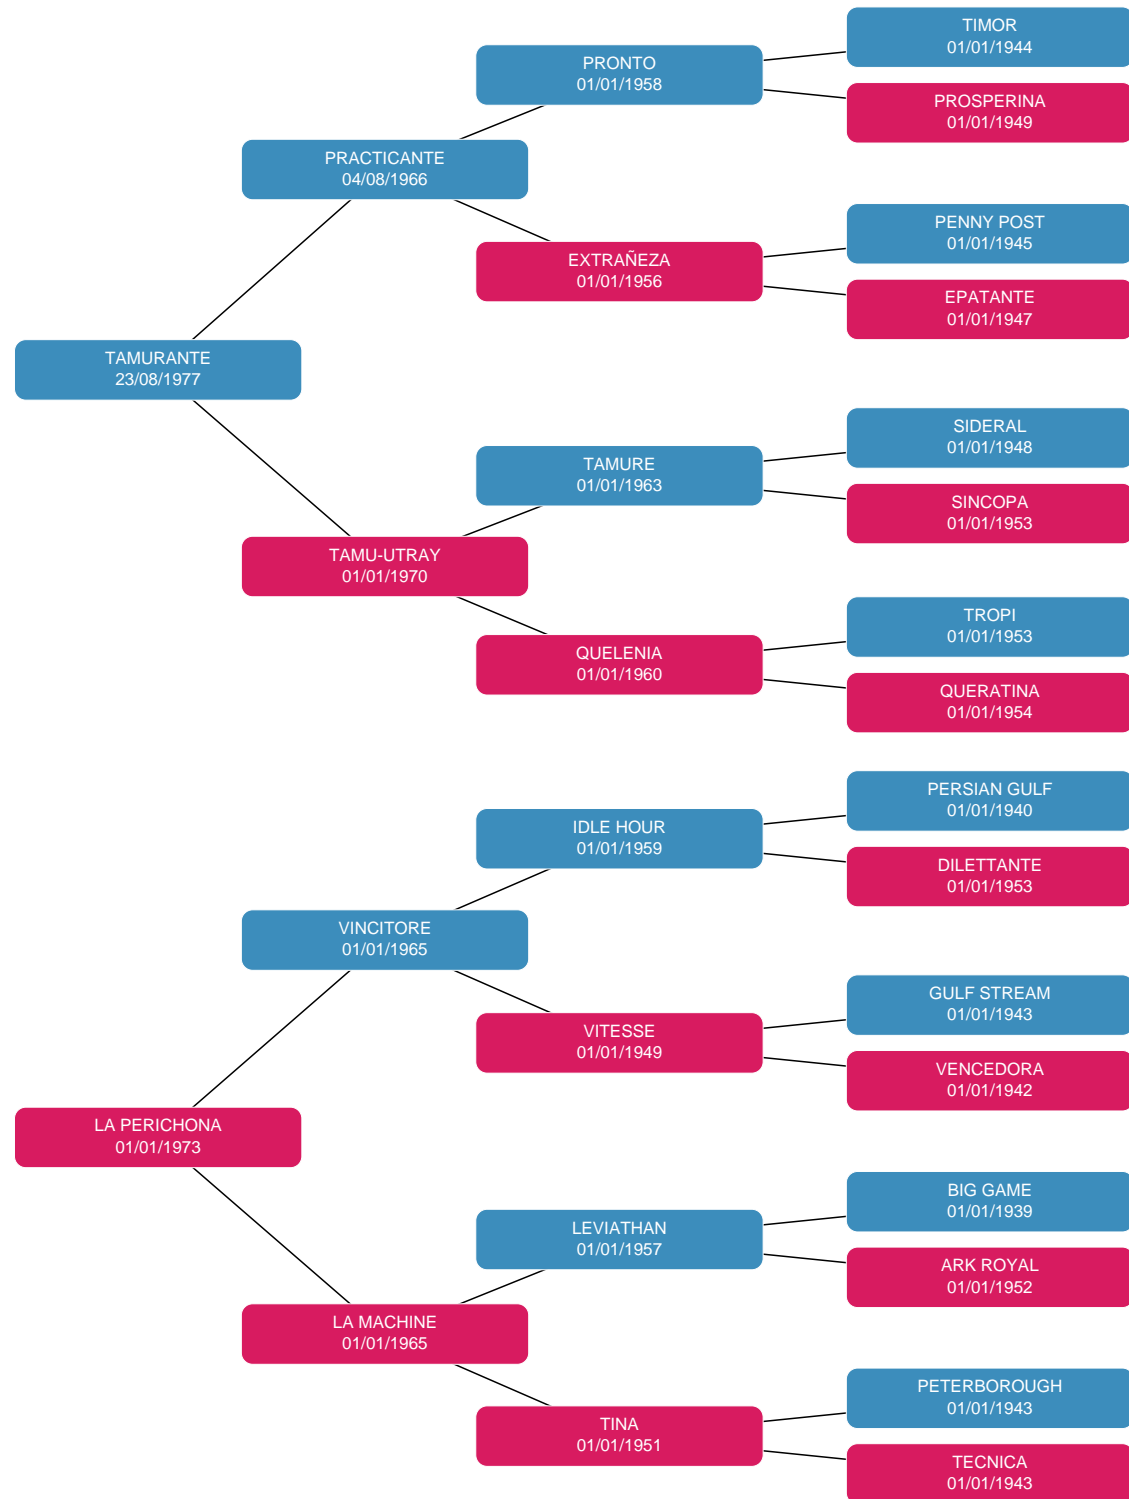 TIMOR
01/01/1944
PRONTO
01/01/1958
PROSPERINA
01/01/1949
PRACTICANTE
04/08/1966
PENNY POST
01/01/1945
EXTRAÑEZA
01/01/1956
EPATANTE
01/01/1947
TAMURANTE
23/08/1977
SIDERAL
01/01/1948
TAMURE
01/01/1963
SINCOPA
01/01/1953
TAMU-UTRAY
01/01/1970
TROPI
01/01/1953
QUELENIA
01/01/1960
QUERATINA
01/01/1954
PERSIAN GULF
01/01/1940
IDLE HOUR
01/01/1959
DILETTANTE
01/01/1953
VINCITORE
01/01/1965
GULF STREAM
01/01/1943
VITESSE
01/01/1949
VENCEDORA
01/01/1942
LA PERICHONA
01/01/1973
BIG GAME
01/01/1939
LEVIATHAN
01/01/1957
ARK ROYAL
01/01/1952
LA MACHINE
01/01/1965
PETERBOROUGH
01/01/1943
TINA
01/01/1951
TECNICA
01/01/1943